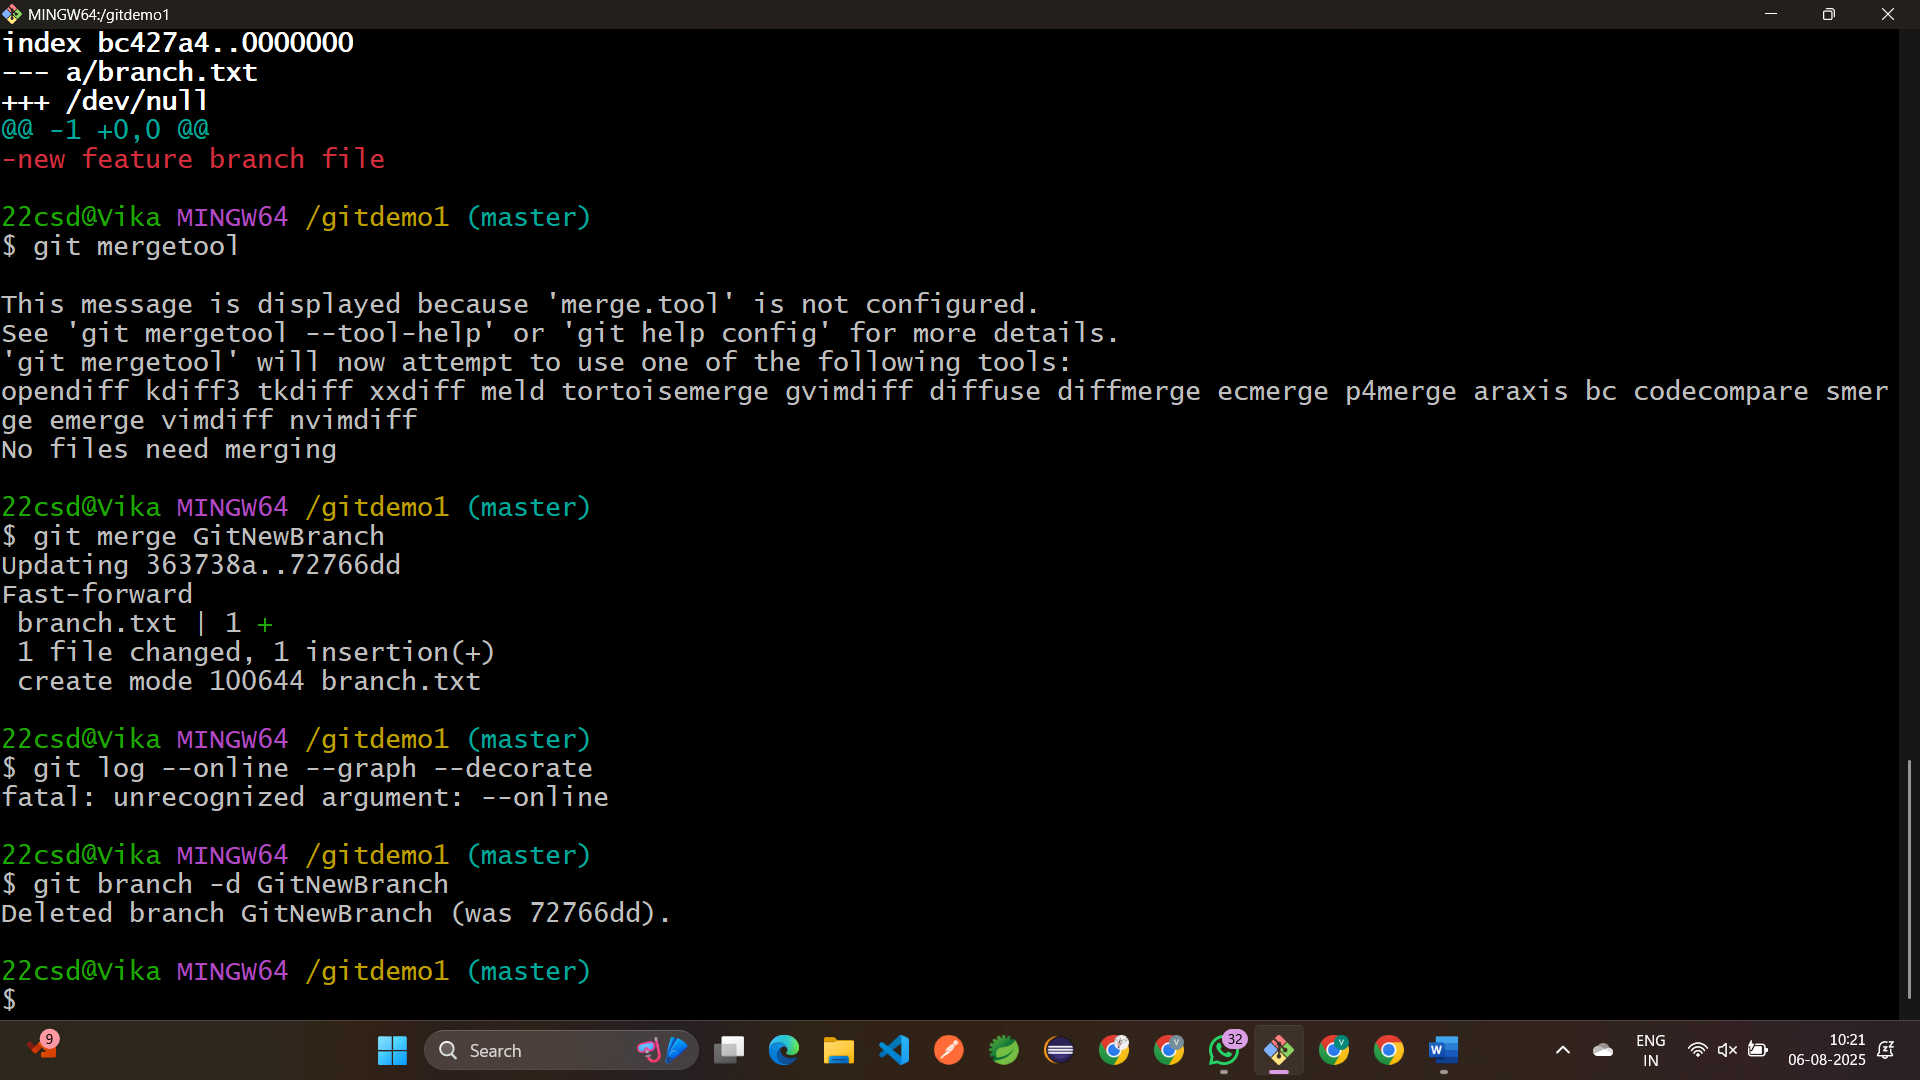 MINGW64:/gitdemo1
index bc427a4..0000000
--- a/branch.txt
+++ /dev/null
@@ -1 +0,0 @@
-new feature branch file
22csd@Vika MINGW64 /gitdemo1 (master)
$ git mergetool
This message is displayed because 'merge.tool' is not configured.
See 'git mergetool --tool-help' or 'git help config' for more details.
'git mergetool' will now attempt to use one of the following tools:
opendiff kdiff3 tkdiff xxdiff meld tortoisemerge gvimdiff diffuse diffmerge ecmerge p4merge araxis bc codecompare smer
ge emerge vimdiff nvimdiff
No files need merging
22csd@Vika MINGW64 /gitdemo1 (master)
$ git merge GitNewBranch
Updating 363738a..72766dd
Fast-forward
 branch.txt | 1 +
 1 file changed, 1 insertion(+)
 create mode 100644 branch.txt
22csd@Vika MINGW64 /gitdemo1 (master)
$ git log --online --graph --decorate
fatal: unrecognized argument: --online
22csd@Vika MINGW64 /gitdemo1 (master)
$ git branch -d GitNewBranch
Deleted branch GitNewBranch (was 72766dd).
22csd@Vika MINGW64 /gitdemo1 (master)
$
9
Search
32
ENG
IN
10:21
06-08-2025